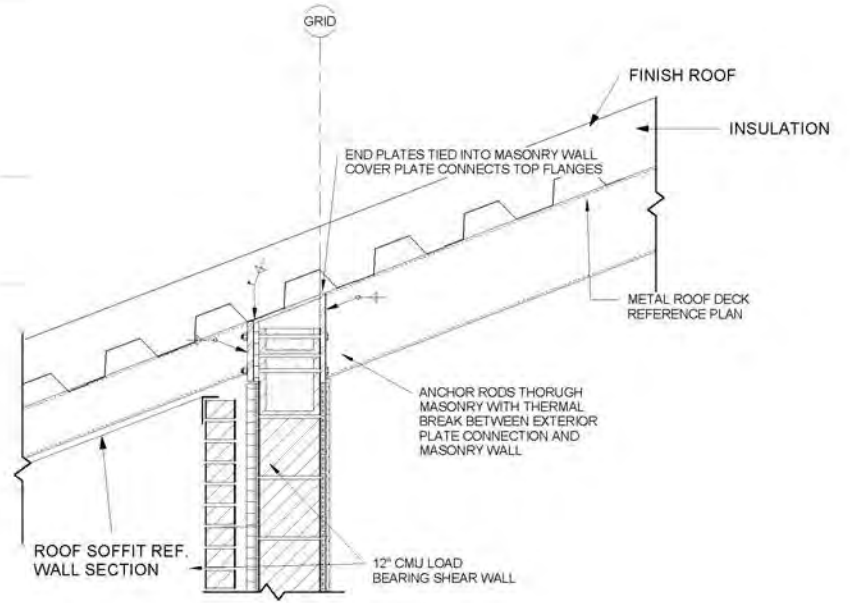 GRID
FINISH ROOF
INSULATION
END PLATES TIED INTO MASONRY WALL
COVER PLATE CONNECTS TOP FLANGES
METAL ROOF DECK
REFERENCE PLAN
ANCHOR RODS THORUGH
MASONRY WITH THERMAL
BREAK BETWEEN EXTERIOR
PLATE CONNECTION AND
MASONRY WALL
ROOF SOFFIT REF.
WALL SECTION
12" CMU LOAD
BEARING SHEAR WALL